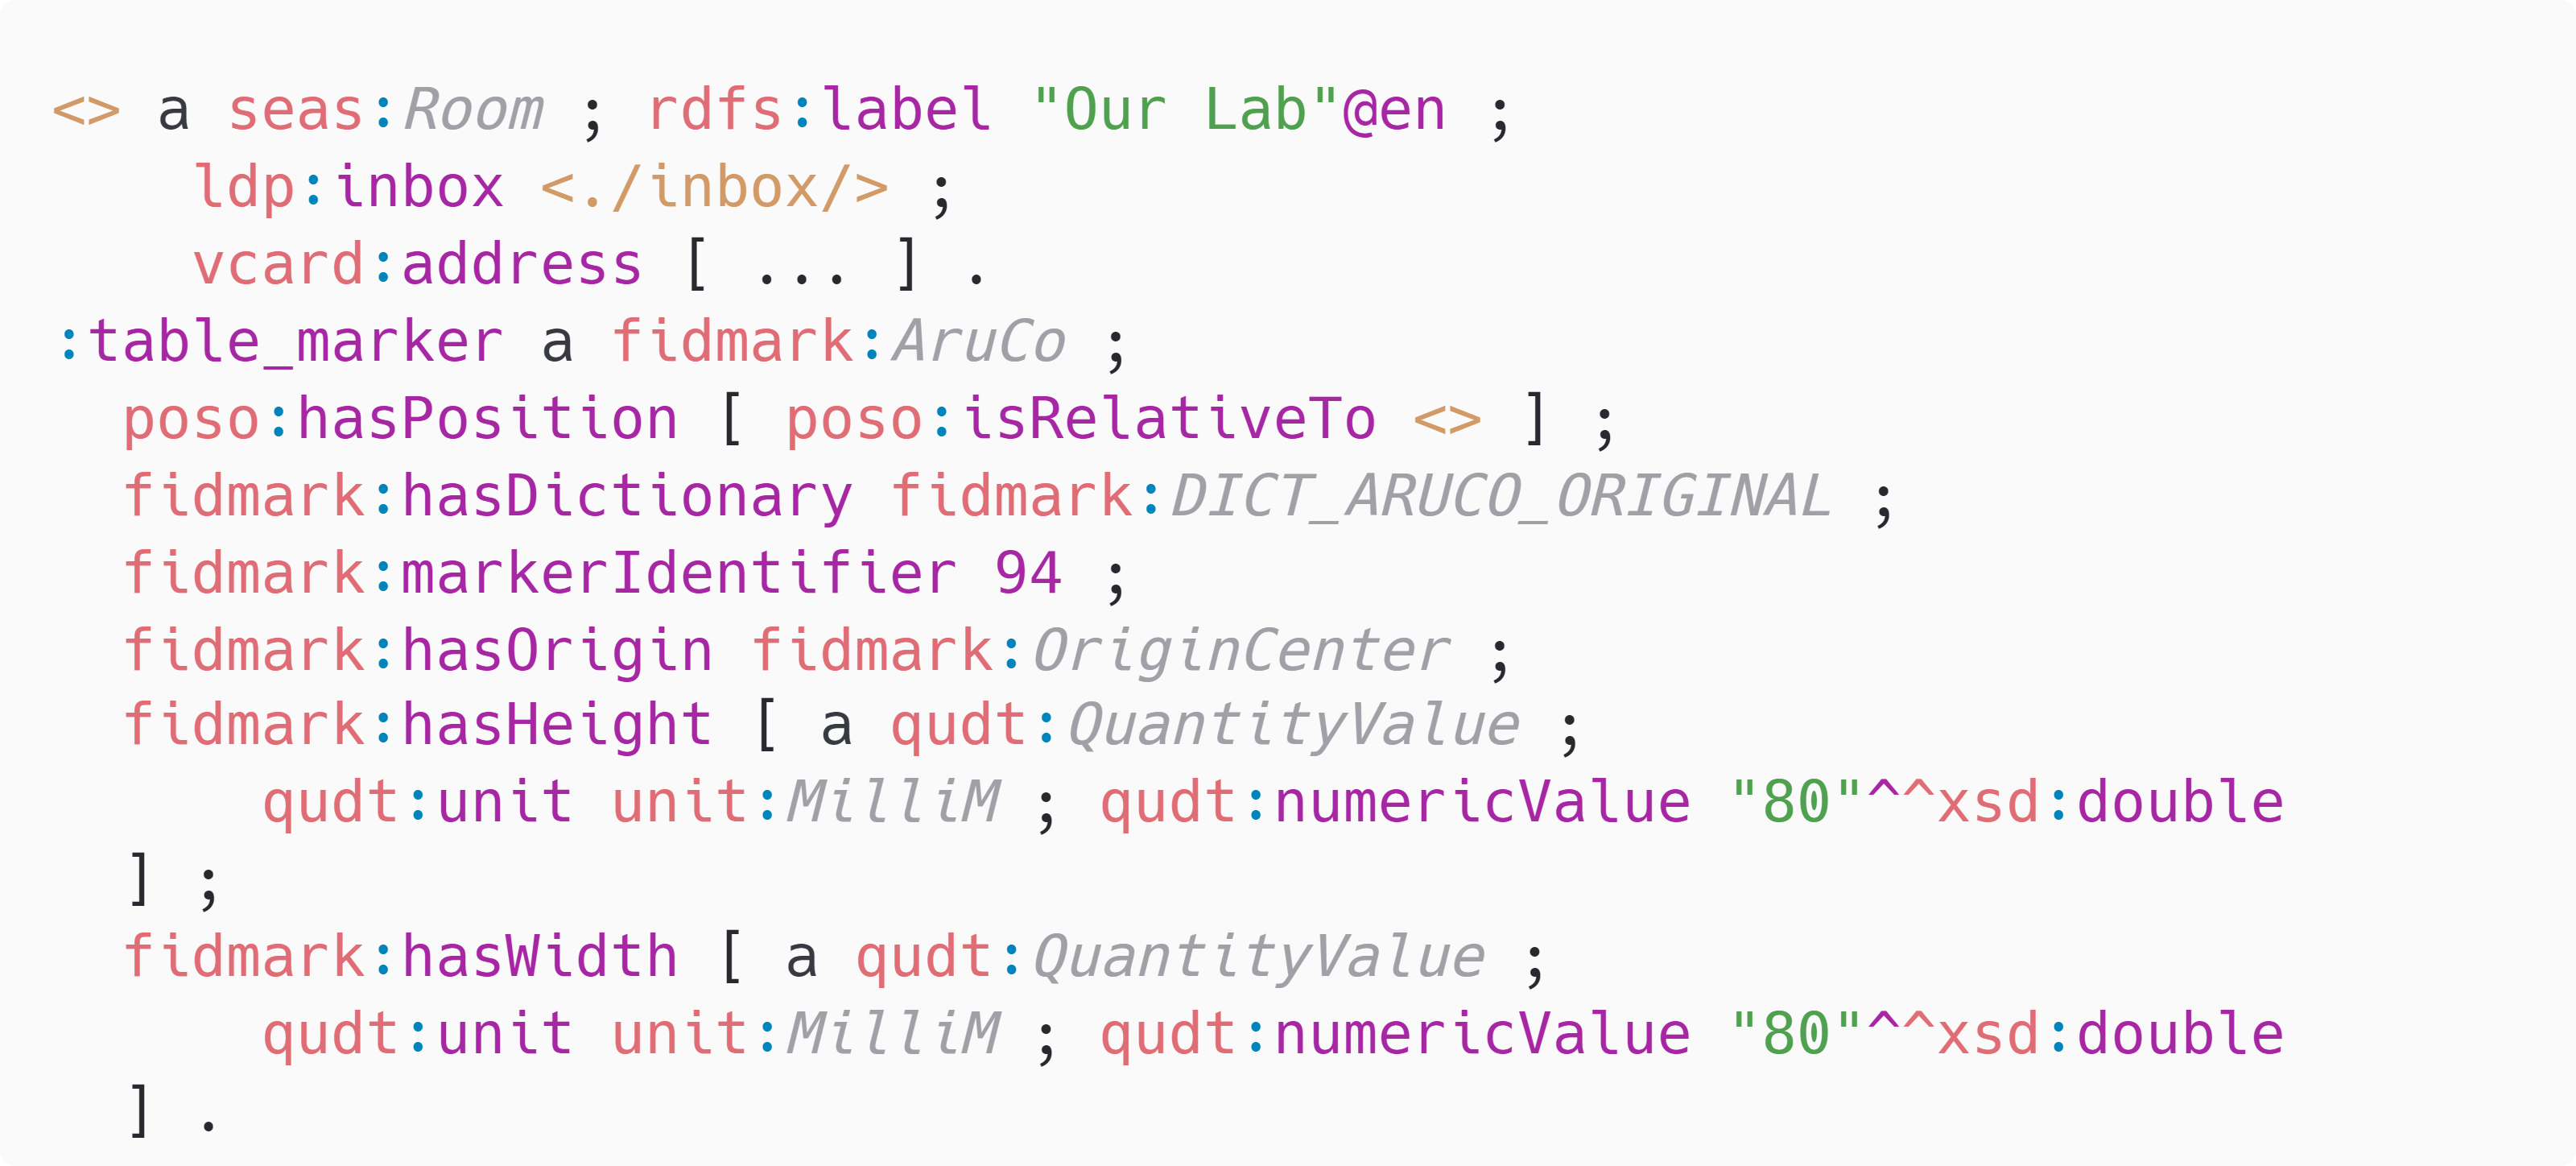 <> a seas:Room ; rdfs:label "Our Lab"@en ;
    ldp:inbox <./inbox/> ;
    vcard:address [ ... ] .
:table_marker a fidmark:AruCo ;
  poso:hasPosition [ poso:isRelativeTo <> ] ;
  fidmark:hasDictionary fidmark:DICT_ARUCO_ORIGINAL ;
  fidmark:markerIdentifier 94 ;
  fidmark:hasOrigin fidmark:OriginCenter ;
  fidmark:hasHeight [ a qudt:QuantityValue ;
      qudt:unit unit:MilliM ; qudt:numericValue "80"^^xsd:double
  ] ;
  fidmark:hasWidth [ a qudt:QuantityValue ;
      qudt:unit unit:MilliM ; qudt:numericValue "80"^^xsd:double
  ] .